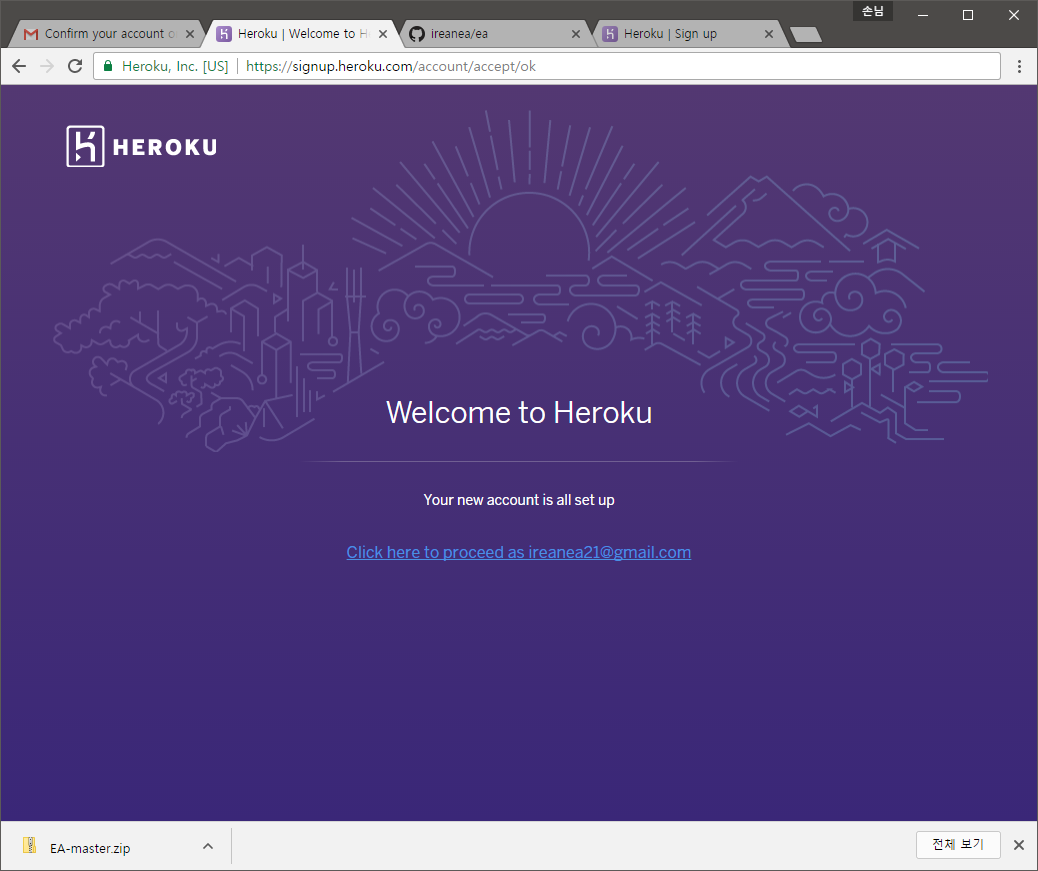 손님
Confirm your account o
Heroku | Welcome to H
ireanea/ea
Heroku | Sign up
Heroku, Inc. [US]
https://signup.heroku.com/account/accept/ok
HEROKU
Welcome to Heroku
Your new account is all set up
Click here to proceed as ireanea21@gmail.com
EA-master.zip
전체 보기